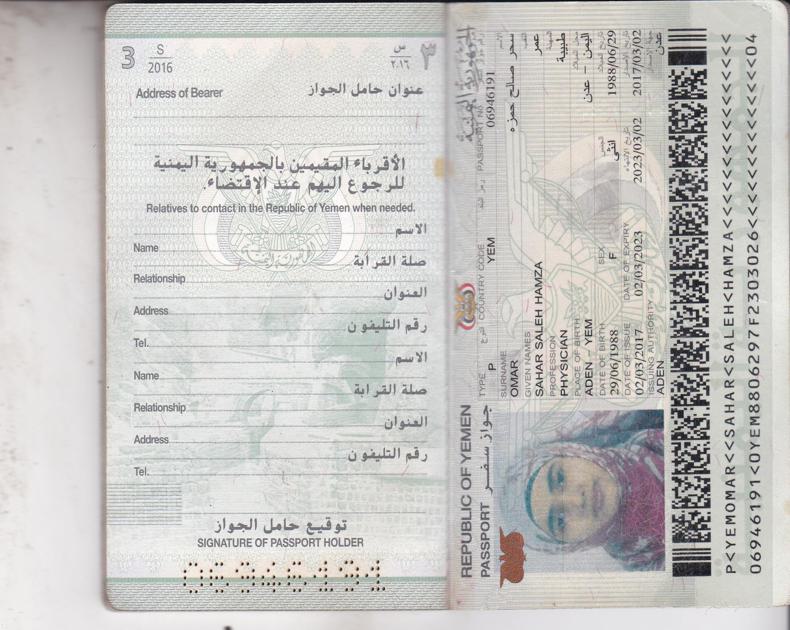 3 S 2016
س ٢٠١٦ ٣
Address of Bearer
عنوان حامل الجواز
الأقرباء المقيمين بالجمهورية اليمنية
للرجوع اليهم عند الاقتضاء
Relatives to contact in the Republic of Yemen when needed.
Name الاسم
Relationship صلة القرابة
Address العنوان
Tel. رقم التليفون
Name الاسم
Relationship صلة القرابة
Address العنوان
Tel. رقم التليفون
توقيع حامل الجواز
SIGNATURE OF PASSPORT HOLDER
REPUBLIC OF YEMEN الجمهورية اليمنية
PASSPORT جواز سفر
TYPE النوع COUNTRY CODE رمز البلد PASSPORT No
P YEM 06946191
SURNAME الاسم
OMAR سحر صالح حمزه
GIVEN NAMES اللقب
SAHAR SALEH HAMZA عمر
PROFESSION المهنة
PHYSICIAN طبيبة
PLACE OF BIRTH محل الميلاد
ADEN – YEM اليمن – عدن
DATE OF BIRTH SEX الجنس تاريخ الميلاد
29/06/1988 F أنثى 1988/06/29
DATE OF ISSUE DATE OF EXPIRY تاريخ الانتهاء تاريخ الاصدار
02/03/2017 02/03/2023 2023/03/02 2017/03/02
ISSUING AUTHORITY جهة الاصدار
ADEN عدن
P<YEMOMAR<<SAHAR<SALEH<HAMZA<<<<<<<<<<<<<<<<
06946191<0YEM8806297F2303026<<<<<<<<<<<<<<04